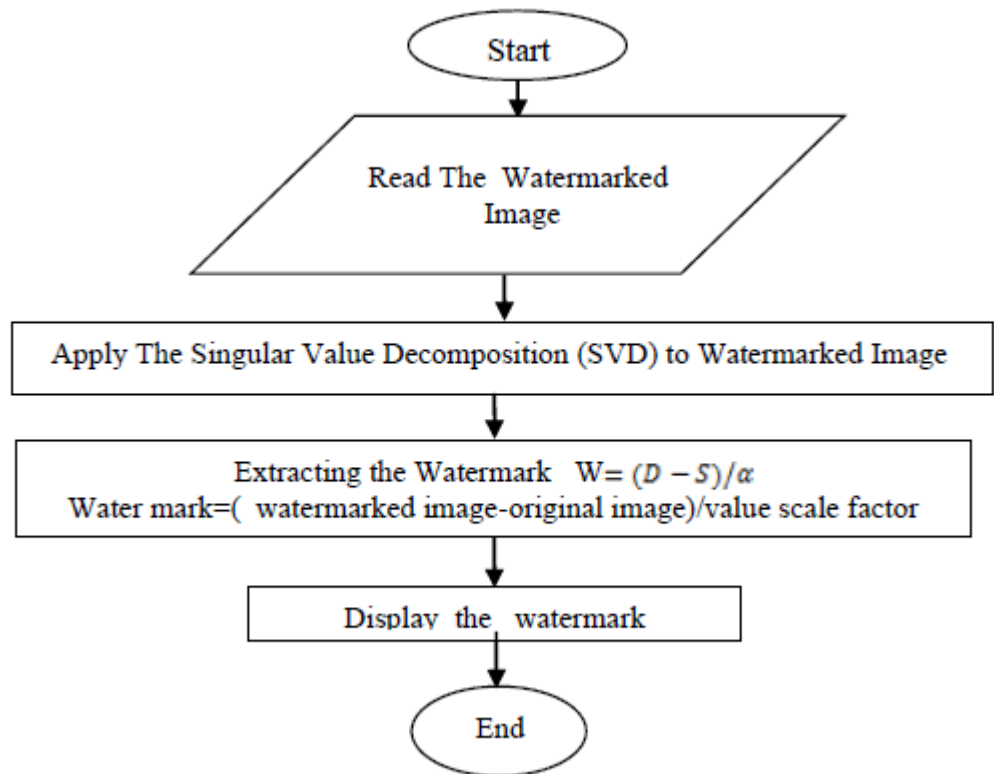 Start
Read The Watermarked
Image
Apply The Singular Value Decomposition (SVD) to Watermarked Image
Extracting the Watermark W= (D − S)/α
Water mark=( watermarked image-original image)/value scale factor
Display the watermark
End